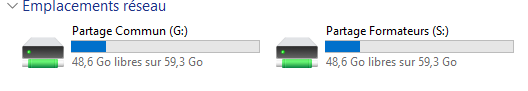 Emplacements réseau
Partage Commun (G:)
48,6 Go libres sur 59,3 Go
Partage Formateurs (S:)
48,6 Go libres sur 59,3 Go